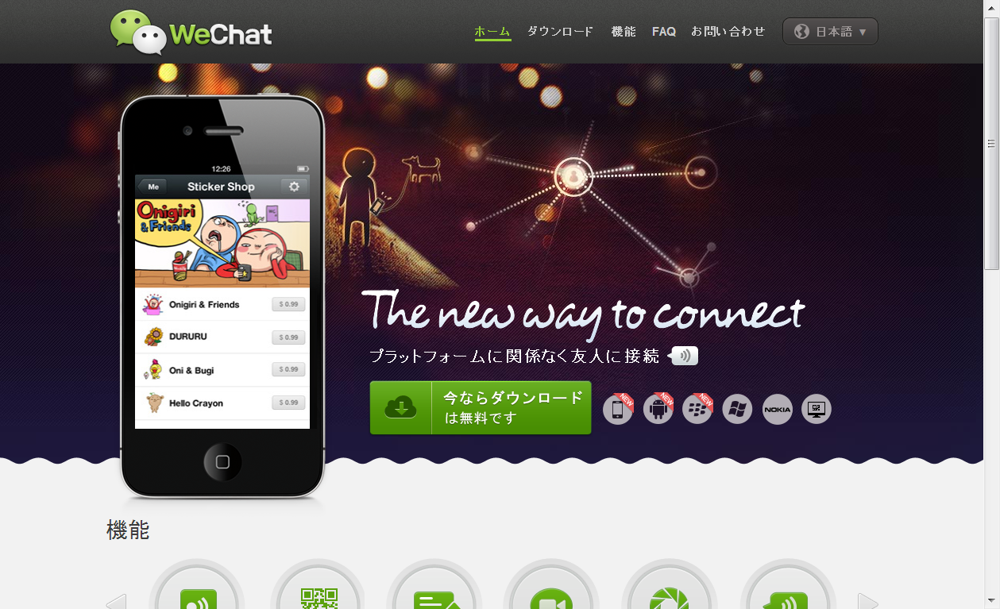 WeChat
ホーム ダウンロード 機能 FAQ お問い合わせ 日本語 ▼
12:26
Me Sticker Shop
Onigiri
& Friends
Onigiri & Friends $ 0.99
DURURU $ 0.99
Oni & Bugi $ 0.99
Hello Crayon $ 0.99
The new way to connect
プラットフォームに関係なく友人に接続
今ならダウンロード
は無料です
NEW NEW NEW
NOKIA
機能